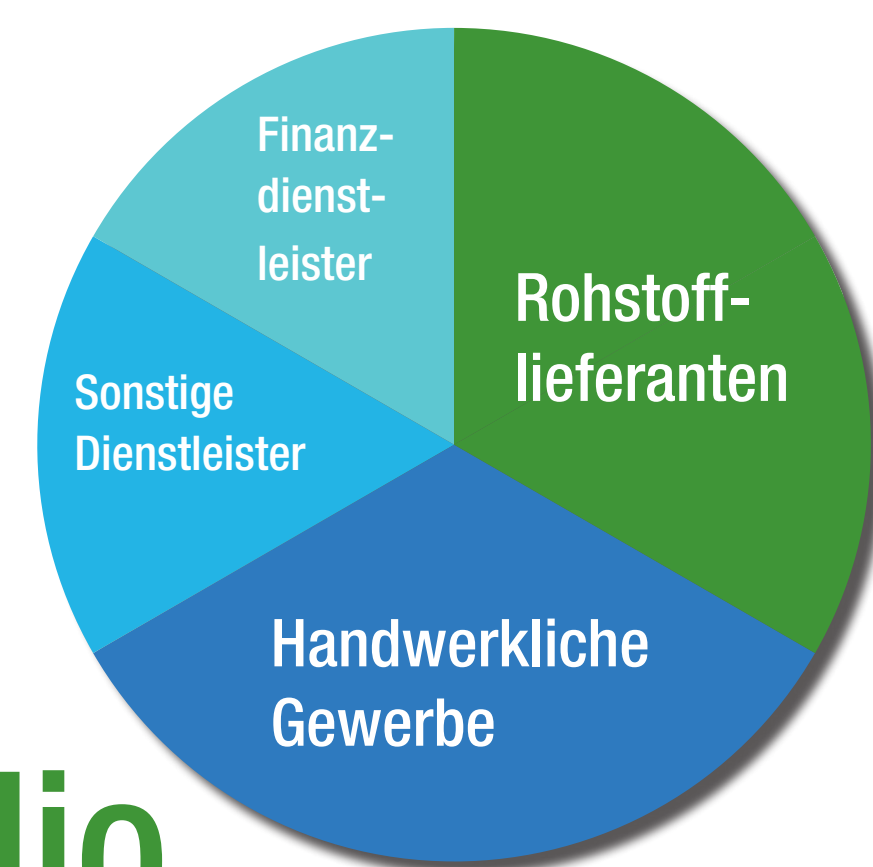 Finanz-
dienst-
leister
Rohstoff-
lieferanten
Sonstige
Dienstleister
Handwerkliche
Gewerbe